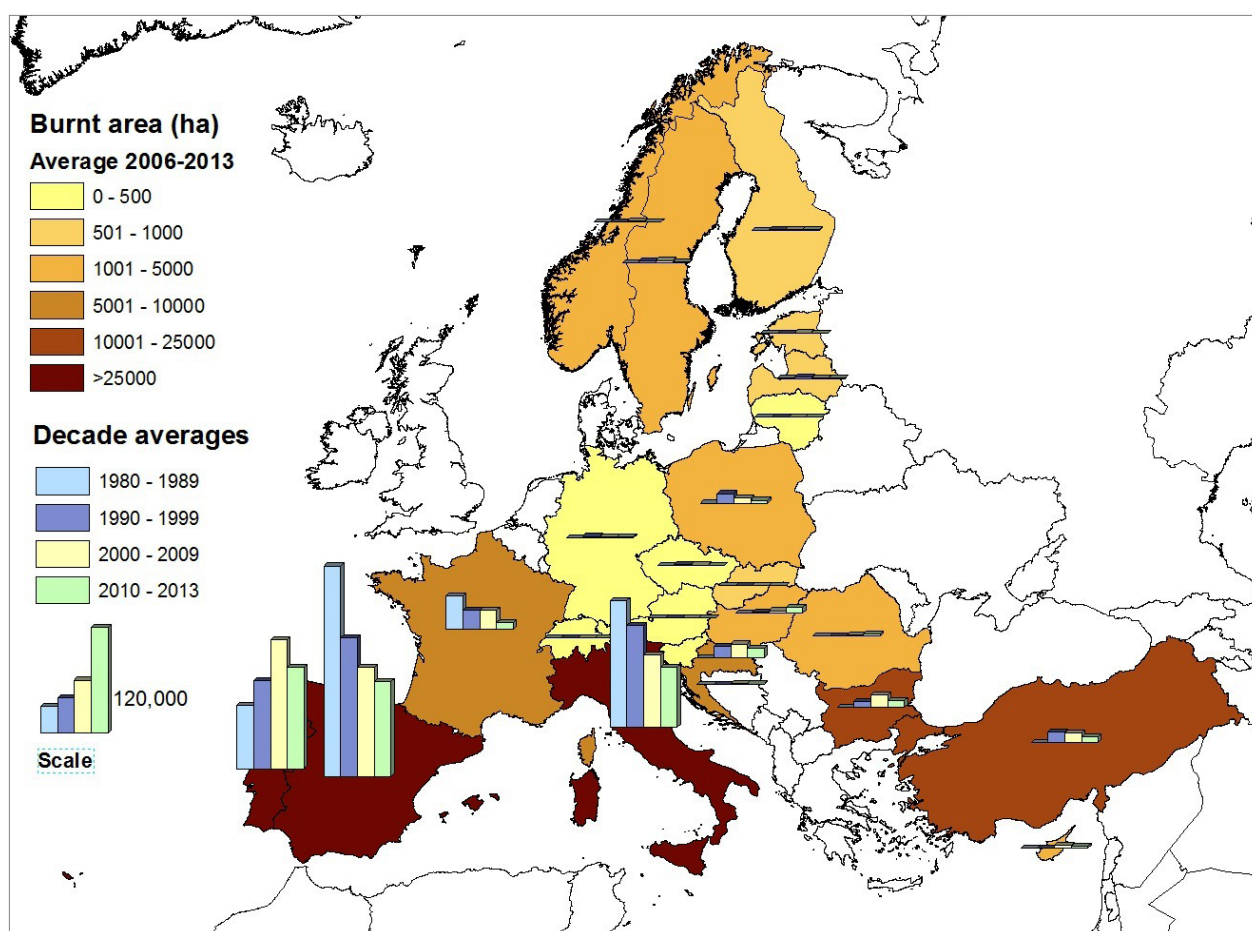 Burnt area (ha)
Average 2006-2013
0 - 500
501 - 1000
1001 - 5000
5001 - 10000
10001 - 25000
>25000
Decade averages
1980 - 1989
1990 - 1999
2000 - 2009
2010 - 2013
120,000
Scale